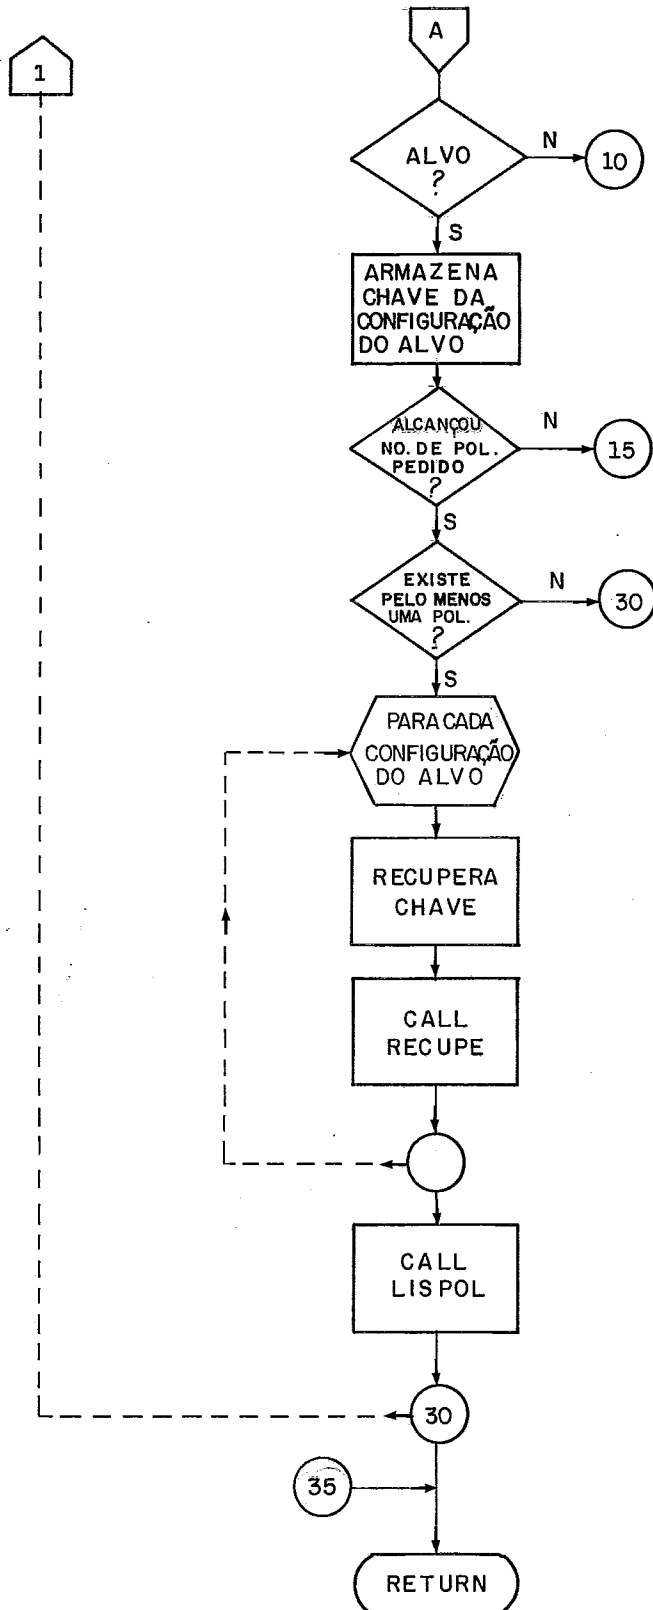 A
1
ALVO
?
N
10
S
ARMAZENA
CHAVE DA
CONFIGURAÇÃO
DO ALVO
ALCANÇOU
NO. DE POL.
PEDIDO
?
N
15
S
EXISTE
PELO MENOS
UMA POL.
?
N
30
S
PARA CADA
CONFIGURAÇÃO
DO ALVO
RECUPERA
CHAVE
CALL
RECUPE
CALL
LISPOL
30
35
RETURN